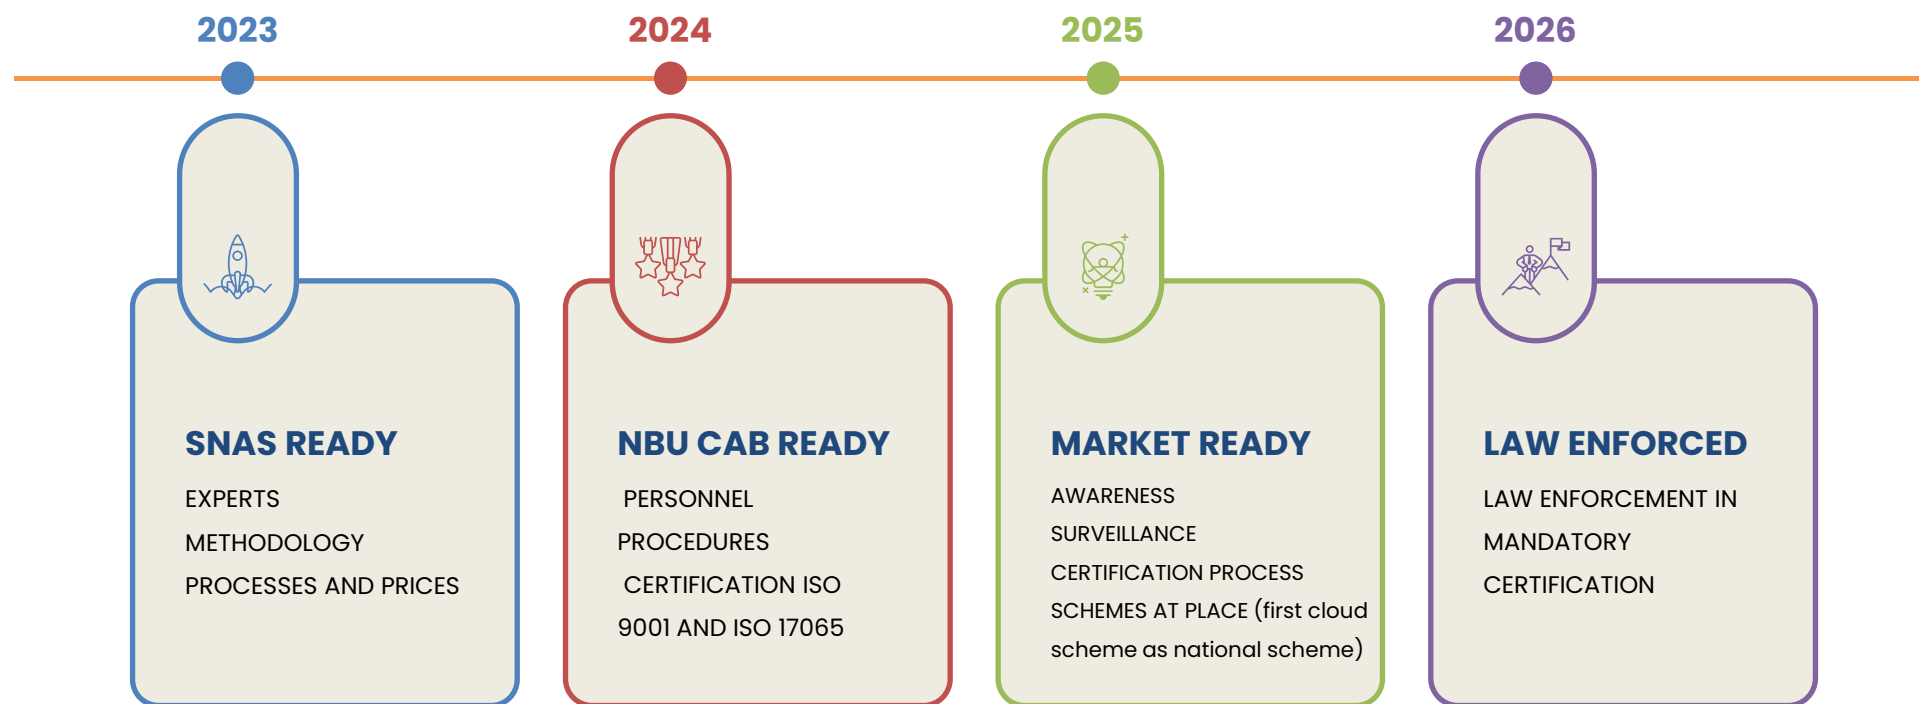 2023
2024
2025
2026
SNAS READY
EXPERTS
METHODOLOGY
PROCESSES AND PRICES
NBU CAB READY
PERSONNEL
PROCEDURES
CERTIFICATION ISO
9001 AND ISO 17065
MARKET READY
AWARENESS
SURVEILLANCE
CERTIFICATION PROCESS
SCHEMES AT PLACE (first cloud
scheme as national scheme)
LAW ENFORCED
LAW ENFORCEMENT IN
MANDATORY
CERTIFICATION